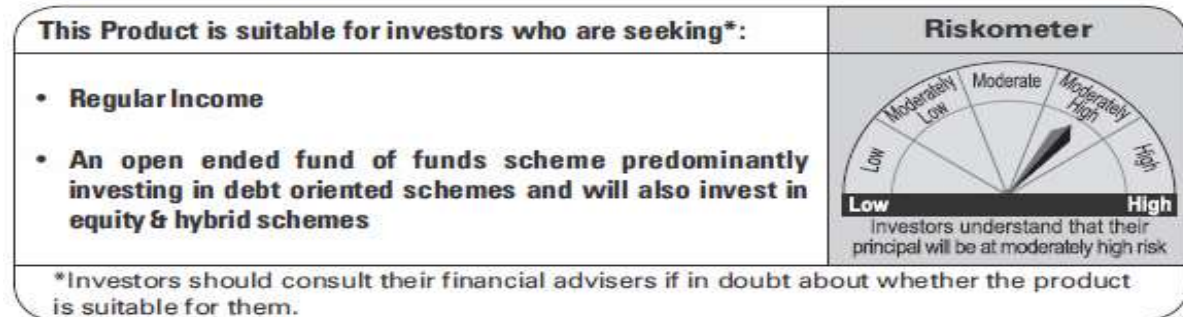 This Product is suitable for investors who are seeking*:
• Regular Income
• An open ended fund of funds scheme predominantly
investing in debt oriented schemes and will also invest in
equity & hybrid schemes
Riskometer
Low
Moderately
Low
Moderate
Moderately
High
High
Low
High
Investors understand that their
principal will be at moderately high risk
*Investors should consult their financial advisers if in doubt about whether the product
is suitable for them.